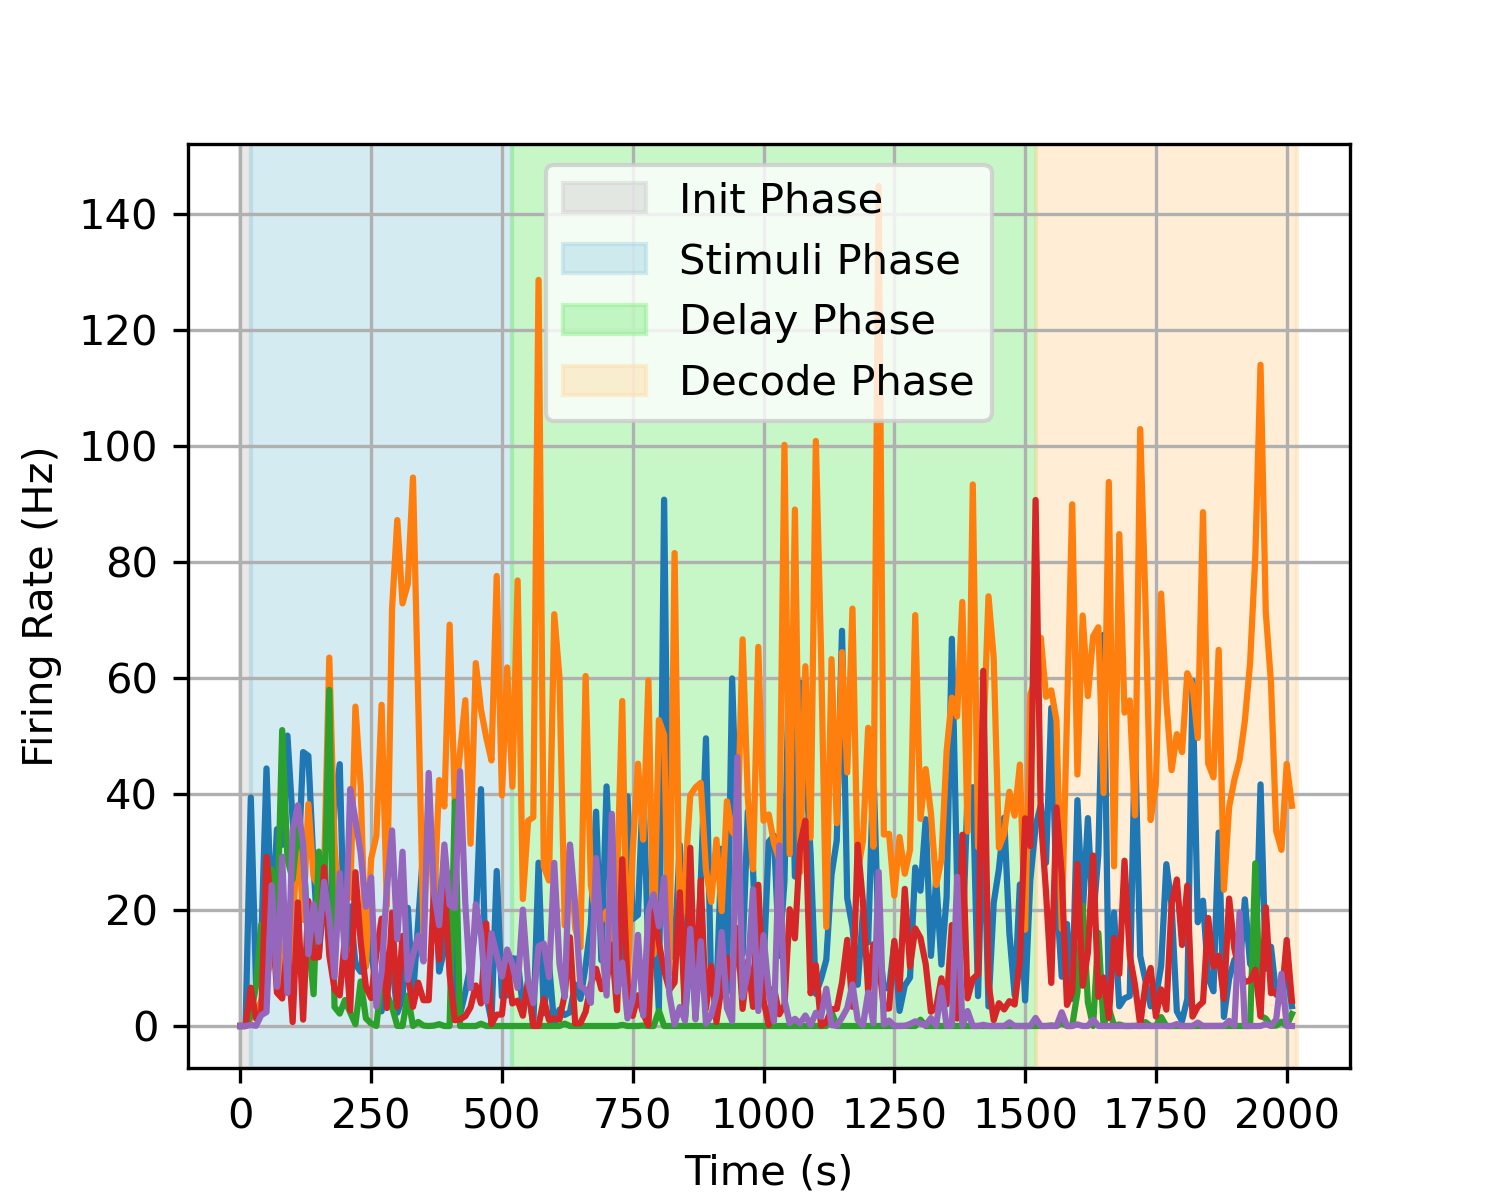 Init Phase
Stimuli Phase
Delay Phase
Decode Phase
Firing Rate (Hz)
140
120
100
80
60
40
20
0
0 250 500 750 1000 1250 1500 1750 2000
Time (s)